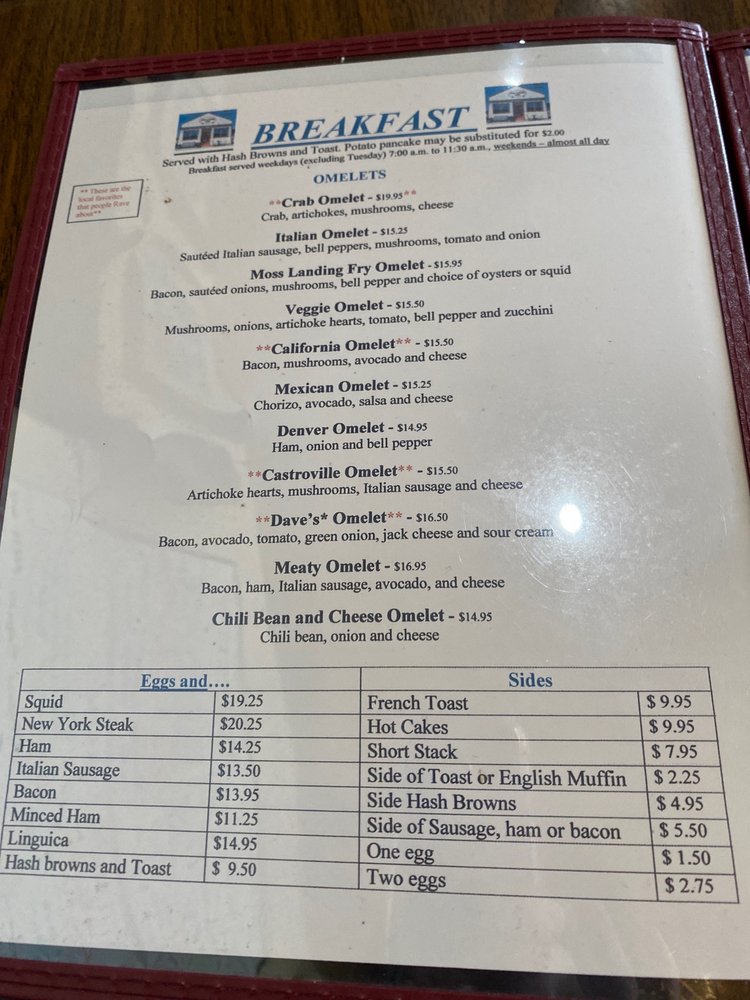 BREAKFAST
Served with Hash Browns and Toast. Potato pancake may be substituted for $2.00
Breakfast served weekdays (excluding Tuesday) 7:00 a.m. to 11:30 a.m., weekends – almost all day
** These are the
local favorites
that people Rave
about**
OMELETS
**Crab Omelet - $19.95**
Crab, artichokes, mushrooms, cheese
Italian Omelet - $15.25
Sautéed Italian sausage, bell peppers, mushrooms, tomato and onion
Moss Landing Fry Omelet - $15.95
Bacon, sautéed onions, mushrooms, bell pepper and choice of oysters or squid
Veggie Omelet - $15.50
Mushrooms, onions, artichoke hearts, tomato, bell pepper and zucchini
**California Omelet** - $15.50
Bacon, mushrooms, avocado and cheese
Mexican Omelet - $15.25
Chorizo, avocado, salsa and cheese
Denver Omelet - $14.95
Ham, onion and bell pepper
**Castroville Omelet** - $15.50
Artichoke hearts, mushrooms, Italian sausage and cheese
**Dave's* Omelet** - $16.50
Bacon, avocado, tomato, green onion, jack cheese and sour cream
Meaty Omelet - $16.95
Bacon, ham, Italian sausage, avocado, and cheese
Chili Bean and Cheese Omelet - $14.95
Chili bean, onion and cheese
Eggs and....
Squid $19.25
New York Steak $20.25
Ham $14.25
Italian Sausage $13.50
Bacon $13.95
Minced Ham $11.25
Linguica $14.95
Hash browns and Toast $ 9.50
Sides
French Toast $ 9.95
Hot Cakes $ 9.95
Short Stack $ 7.95
Side of Toast or English Muffin $ 2.25
Side Hash Browns $ 4.95
Side of Sausage, ham or bacon $ 5.50
One egg $ 1.50
Two eggs $ 2.75